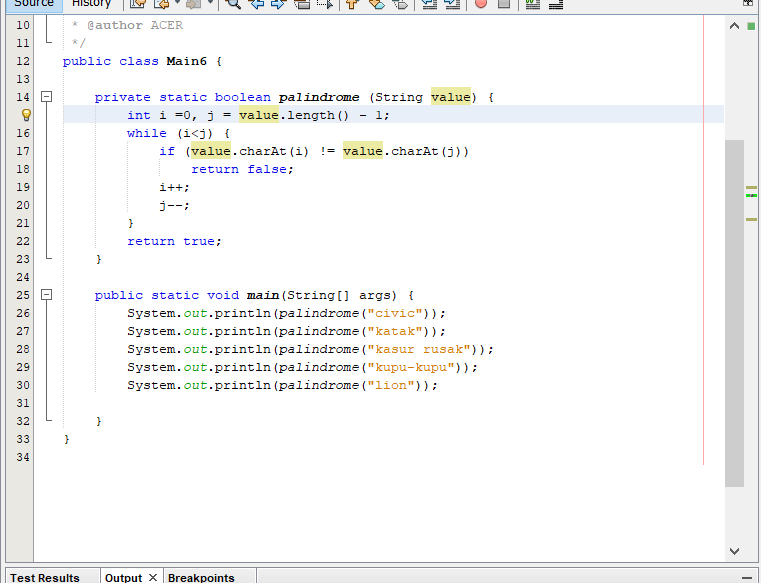 Source History
10 * @author ACER
11 */
12 public class Main6 {
13
14 private static boolean palindrome (String value) {
int i =0, j = value.length() - 1;
16 while (i<j) {
17 if (value.charAt(i) != value.charAt(j))
18 return false;
19 i++;
20 j--;
21 }
22 return true;
23 }
24
25 public static void main(String[] args) {
26 System.out.println(palindrome("civic"));
27 System.out.println(palindrome("katak"));
28 System.out.println(palindrome("kasur rusak"));
29 System.out.println(palindrome("kupu-kupu"));
30 System.out.println(palindrome("lion"));
31
32 }
33 }
34
Test Results Output Breakpoints